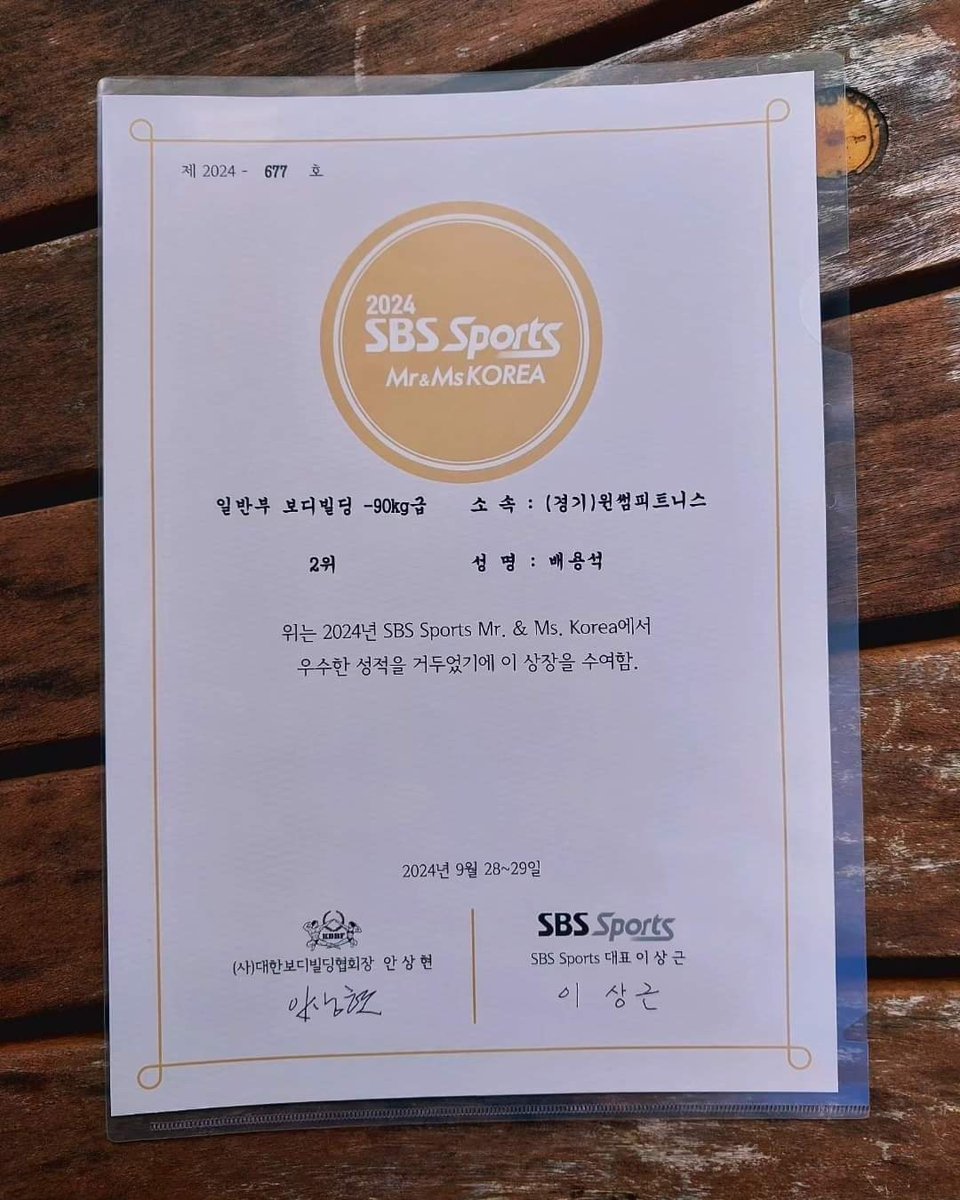 제 2024 - 677 호
2024
SBS Sports
Mr&Ms KOREA
일반부 보디빌딩 -90kg급 소 속 : (경기)윈썸피트니스
2위 성 명 : 배용석
위는 2024년 SBS Sports Mr. & Ms. Korea에서
우수한 성적을 거두었기에 이 상장을 수여함.
2024년 9월 28~29일
KBBF
(사)대한보디빌딩협회장 안상현
안상현
SBS Sports
SBS Sports 대표 이상근
이 상 근